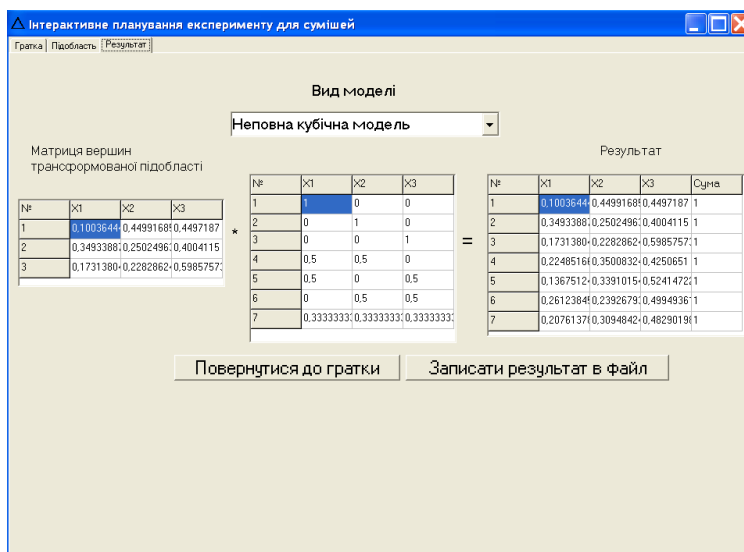 Інтерактивне планування експерименту для сумішей
Гратка Підобласть Результат
Вид моделі
Неповна кубічна модель
Матриця вершин
трансформованої підобласті
№ X1 X2 X3
1 0,1003644 0,4499168 0,4497187
2 0,3493388 0,2502496 0,4004115
3 0,1731380 0,2282862 0,5985757
*
№ X1 X2 X3
1 1 0 0
2 0 1 0
3 0 0 1
4 0,5 0,5 0
5 0,5 0 0,5
6 0 0,5 0,5
7 0,3333333 0,3333333 0,3333333
=
Результат
№ X1 X2 X3 Сума
1 0,1003644 0,4499168 0,4497187 1
2 0,3493388 0,2502496 0,4004115 1
3 0,1731380 0,2282862 0,5985757 1
4 0,2248516 0,3500832 0,4250651 1
5 0,1367512 0,3391015 0,5241472 1
6 0,2612384 0,2392679 0,4994936 1
7 0,2076137 0,3094842 0,4829019 1
Повернутися до гратки
Записати результат в файл